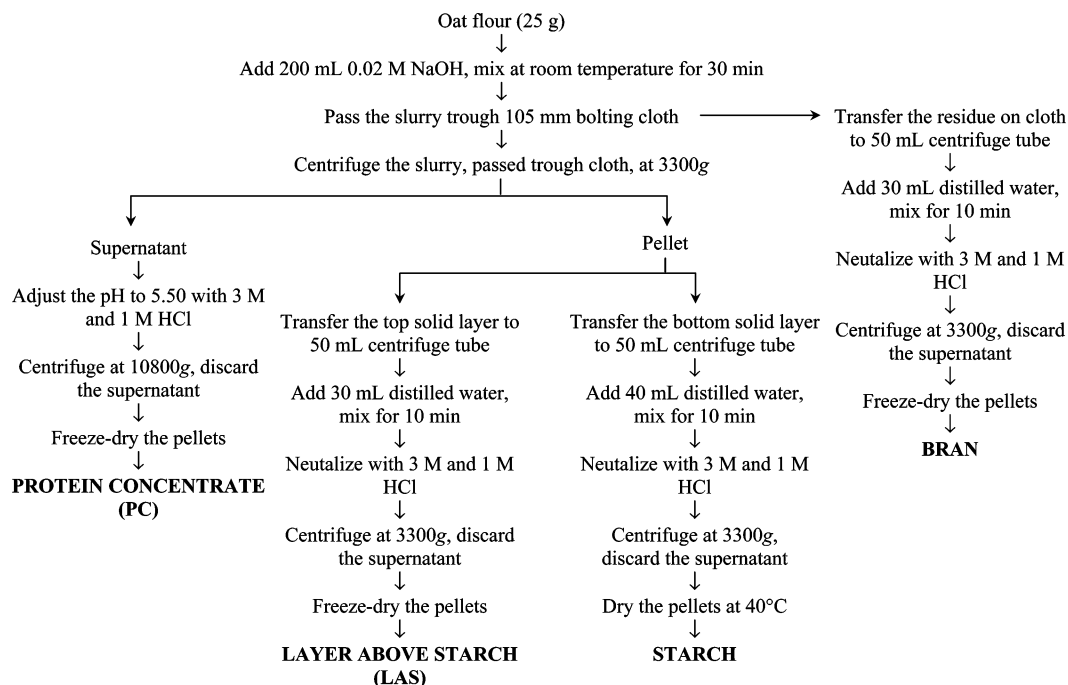 Oat flour (25 g)
Add 200 mL 0.02 M NaOH, mix at room temperature for 30 min
Pass the slurry trough 105 mm bolting cloth
Centrifuge the slurry, passed trough cloth, at 3300g
Supernatant
Adjust the pH to 5.50 with 3 M
and 1 M HCl
Centrifuge at 10800g, discard
the supernatant
Freeze-dry the pellets
PROTEIN CONCENTRATE
(PC)
Pellet
Transfer the top solid layer to
50 mL centrifuge tube
Add 30 mL distilled water,
mix for 10 min
Neutalize with 3 M and 1 M
HCl
Centrifuge at 3300g, discard
the supernatant
Freeze-dry the pellets
LAYER ABOVE STARCH
(LAS)
Transfer the bottom solid layer
to 50 mL centrifuge tube
Add 40 mL distilled water,
mix for 10 min
Neutalize with 3 M and 1 M
HCl
Centrifuge at 3300g,
discard the supernatant
Dry the pellets at 40°C
STARCH
Transfer the residue on cloth
to 50 mL centrifuge tube
Add 30 mL distilled water,
mix for 10 min
Neutalize with 3 M and 1 M
HCl
Centrifuge at 3300g, discard
the supernatant
Freeze-dry the pellets
BRAN